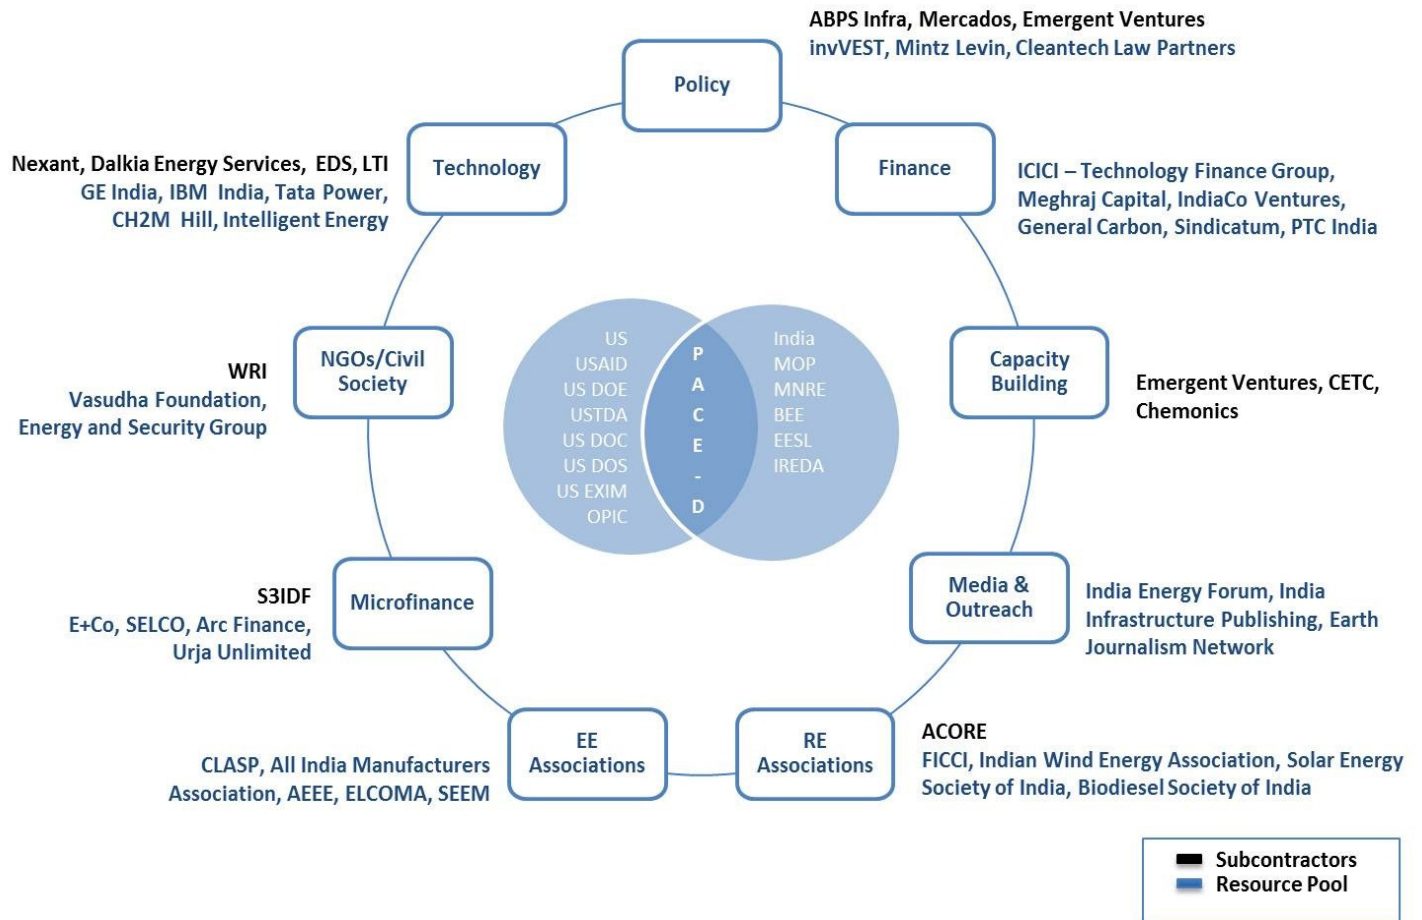 ABPS Infra, Mercados, Emergent Ventures
invVEST, Mintz Levin, Cleantech Law Partners
Policy
Technology
Nexant, Dalkia Energy Services, EDS, LTI
GE India, IBM India, Tata Power,
CH2M Hill, Intelligent Energy
Finance
ICICI – Technology Finance Group,
Meghraj Capital, IndiaCo Ventures,
General Carbon, Sindicatum, PTC India
NGOs/Civil
Society
WRI
Vasudha Foundation,
Energy and Security Group
US
USAID
US DOE
USTDA
US DOC
US DOS
US EXIM
OPIC
P
A
C
E
-
D
India
MOP
MNRE
BEE
EESL
IREDA
Capacity
Building
Emergent Ventures, CETC,
Chemonics
Microfinance
S3IDF
E+Co, SELCO, Arc Finance,
Urja Unlimited
Media &
Outreach
India Energy Forum, India
Infrastructure Publishing, Earth
Journalism Network
EE
Associations
CLASP, All India Manufacturers
Association, AEEE, ELCOMA, SEEM
RE
Associations
ACORE
FICCI, Indian Wind Energy Association, Solar Energy
Society of India, Biodiesel Society of India
Subcontractors
Resource Pool